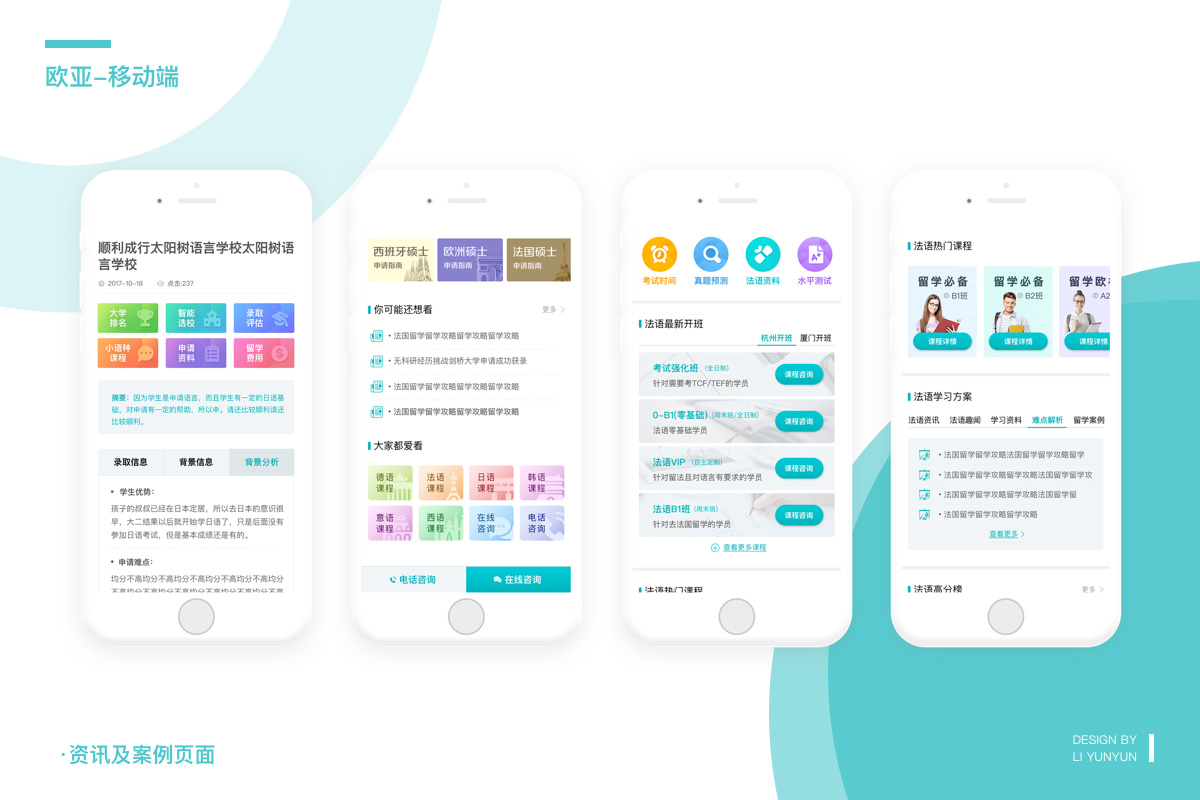 欧亚-移动端
顺利成行太阳树语言学校太阳树语
言学校
2017-10-18 点击:237
大学
排名
智能
选校
录取
评估
小语种
课程
申请
资料
留学
费用
摘要：因为学生是申请语言，而且学生有一定的日语基
础，对申请有一定的帮助，所以申。请还比较顺利请还
比较顺利。
录取信息 背景信息 背景分析
• 学生优势：
孩子的叔叔已经在日本定居，所以去日本的意识很
早，大二结果以后就开始学日语了，只是后面没有
参加日语考试，但是基本成绩还是有的。
• 申请难点：
均分不高均分不高均分不高均分不高均分不高均分
不高均分不高均分不高均分不高均分不高均分不高
西班牙硕士
申请指南
欧洲硕士
申请指南
法国硕士
申请指南
你可能还想看 更多
• 法国留学留学攻略留学攻略留学攻略
• 无科研经历挑战剑桥大学申请成功获录
• 法国留学留学攻略留学攻略留学攻略
• 法国留学留学攻略留学攻略留学攻略
大家都爱看
德语
课程
法语
课程
日语
课程
韩语
课程
意语
课程
西语
课程
在线
咨询
电话
咨询
电话咨询 在线咨询
考试时间 真题预测 法语资料 水平测试
法语最新开班
杭州开班 厦门开班
考试强化班（全日制）
针对需要考TCF/TEF的学员
课程咨询
0-B1(零基础)（周末班/全日制）
法语零基础学员
课程咨询
法语VIP（自主定制）
针对留法且对语言有要求的学员
课程咨询
法语B1班（周末班）
针对去法国留学的学员
课程咨询
查看更多课程
法语热门课程
法语热门课程
留学必备
B1班
课程详情
留学必备
B2班
课程详情
留学欧
A2
课程详情
法语学习方案
法语资讯 法语趣闻 学习资料 难点解析 留学案例
• 法国留学留学攻略法国留学留学攻略留学
• 法国留学留学攻略留学攻略法国留学留学攻
• 法国留学留学攻略留学攻略法国留学留
• 法国留学留学攻略留学攻略
查看更多
法语高分榜 更多
·资讯及案例页面
DESIGN BY
LI YUNYUN